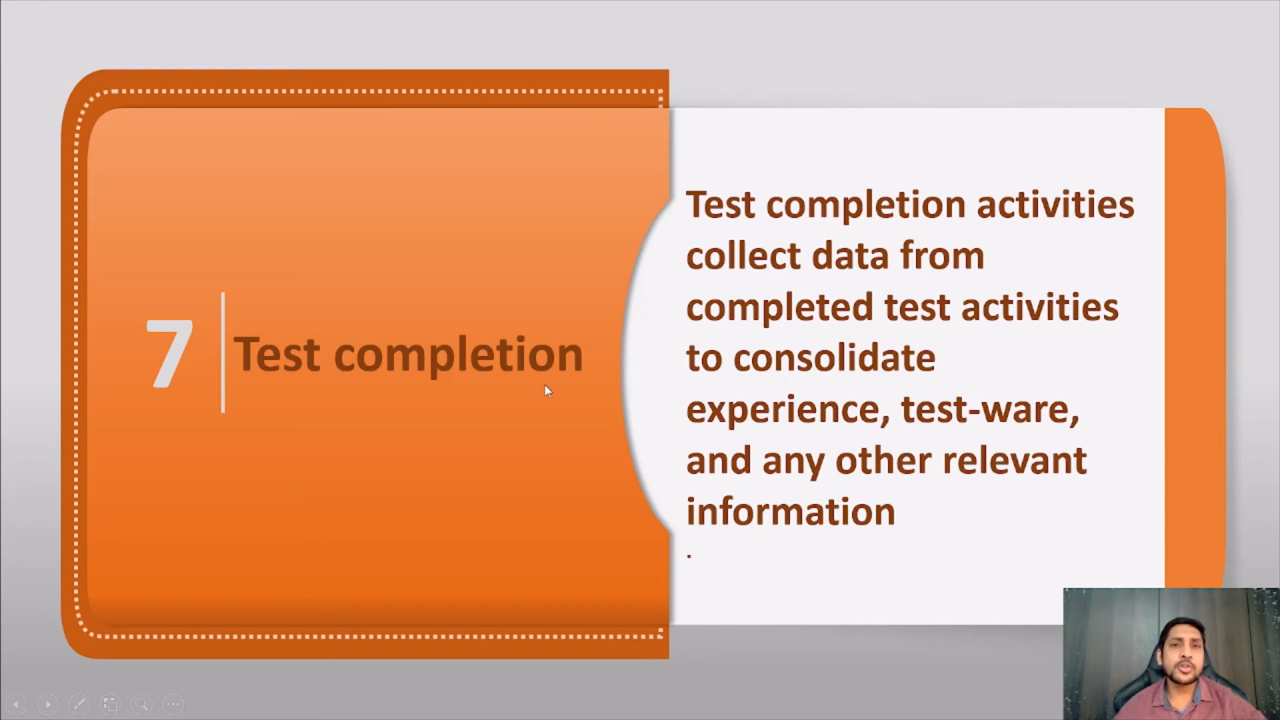 7
Test completion
Test completion activities
collect data from
completed test activities
to consolidate
experience, test-ware,
and any other relevant
information
.